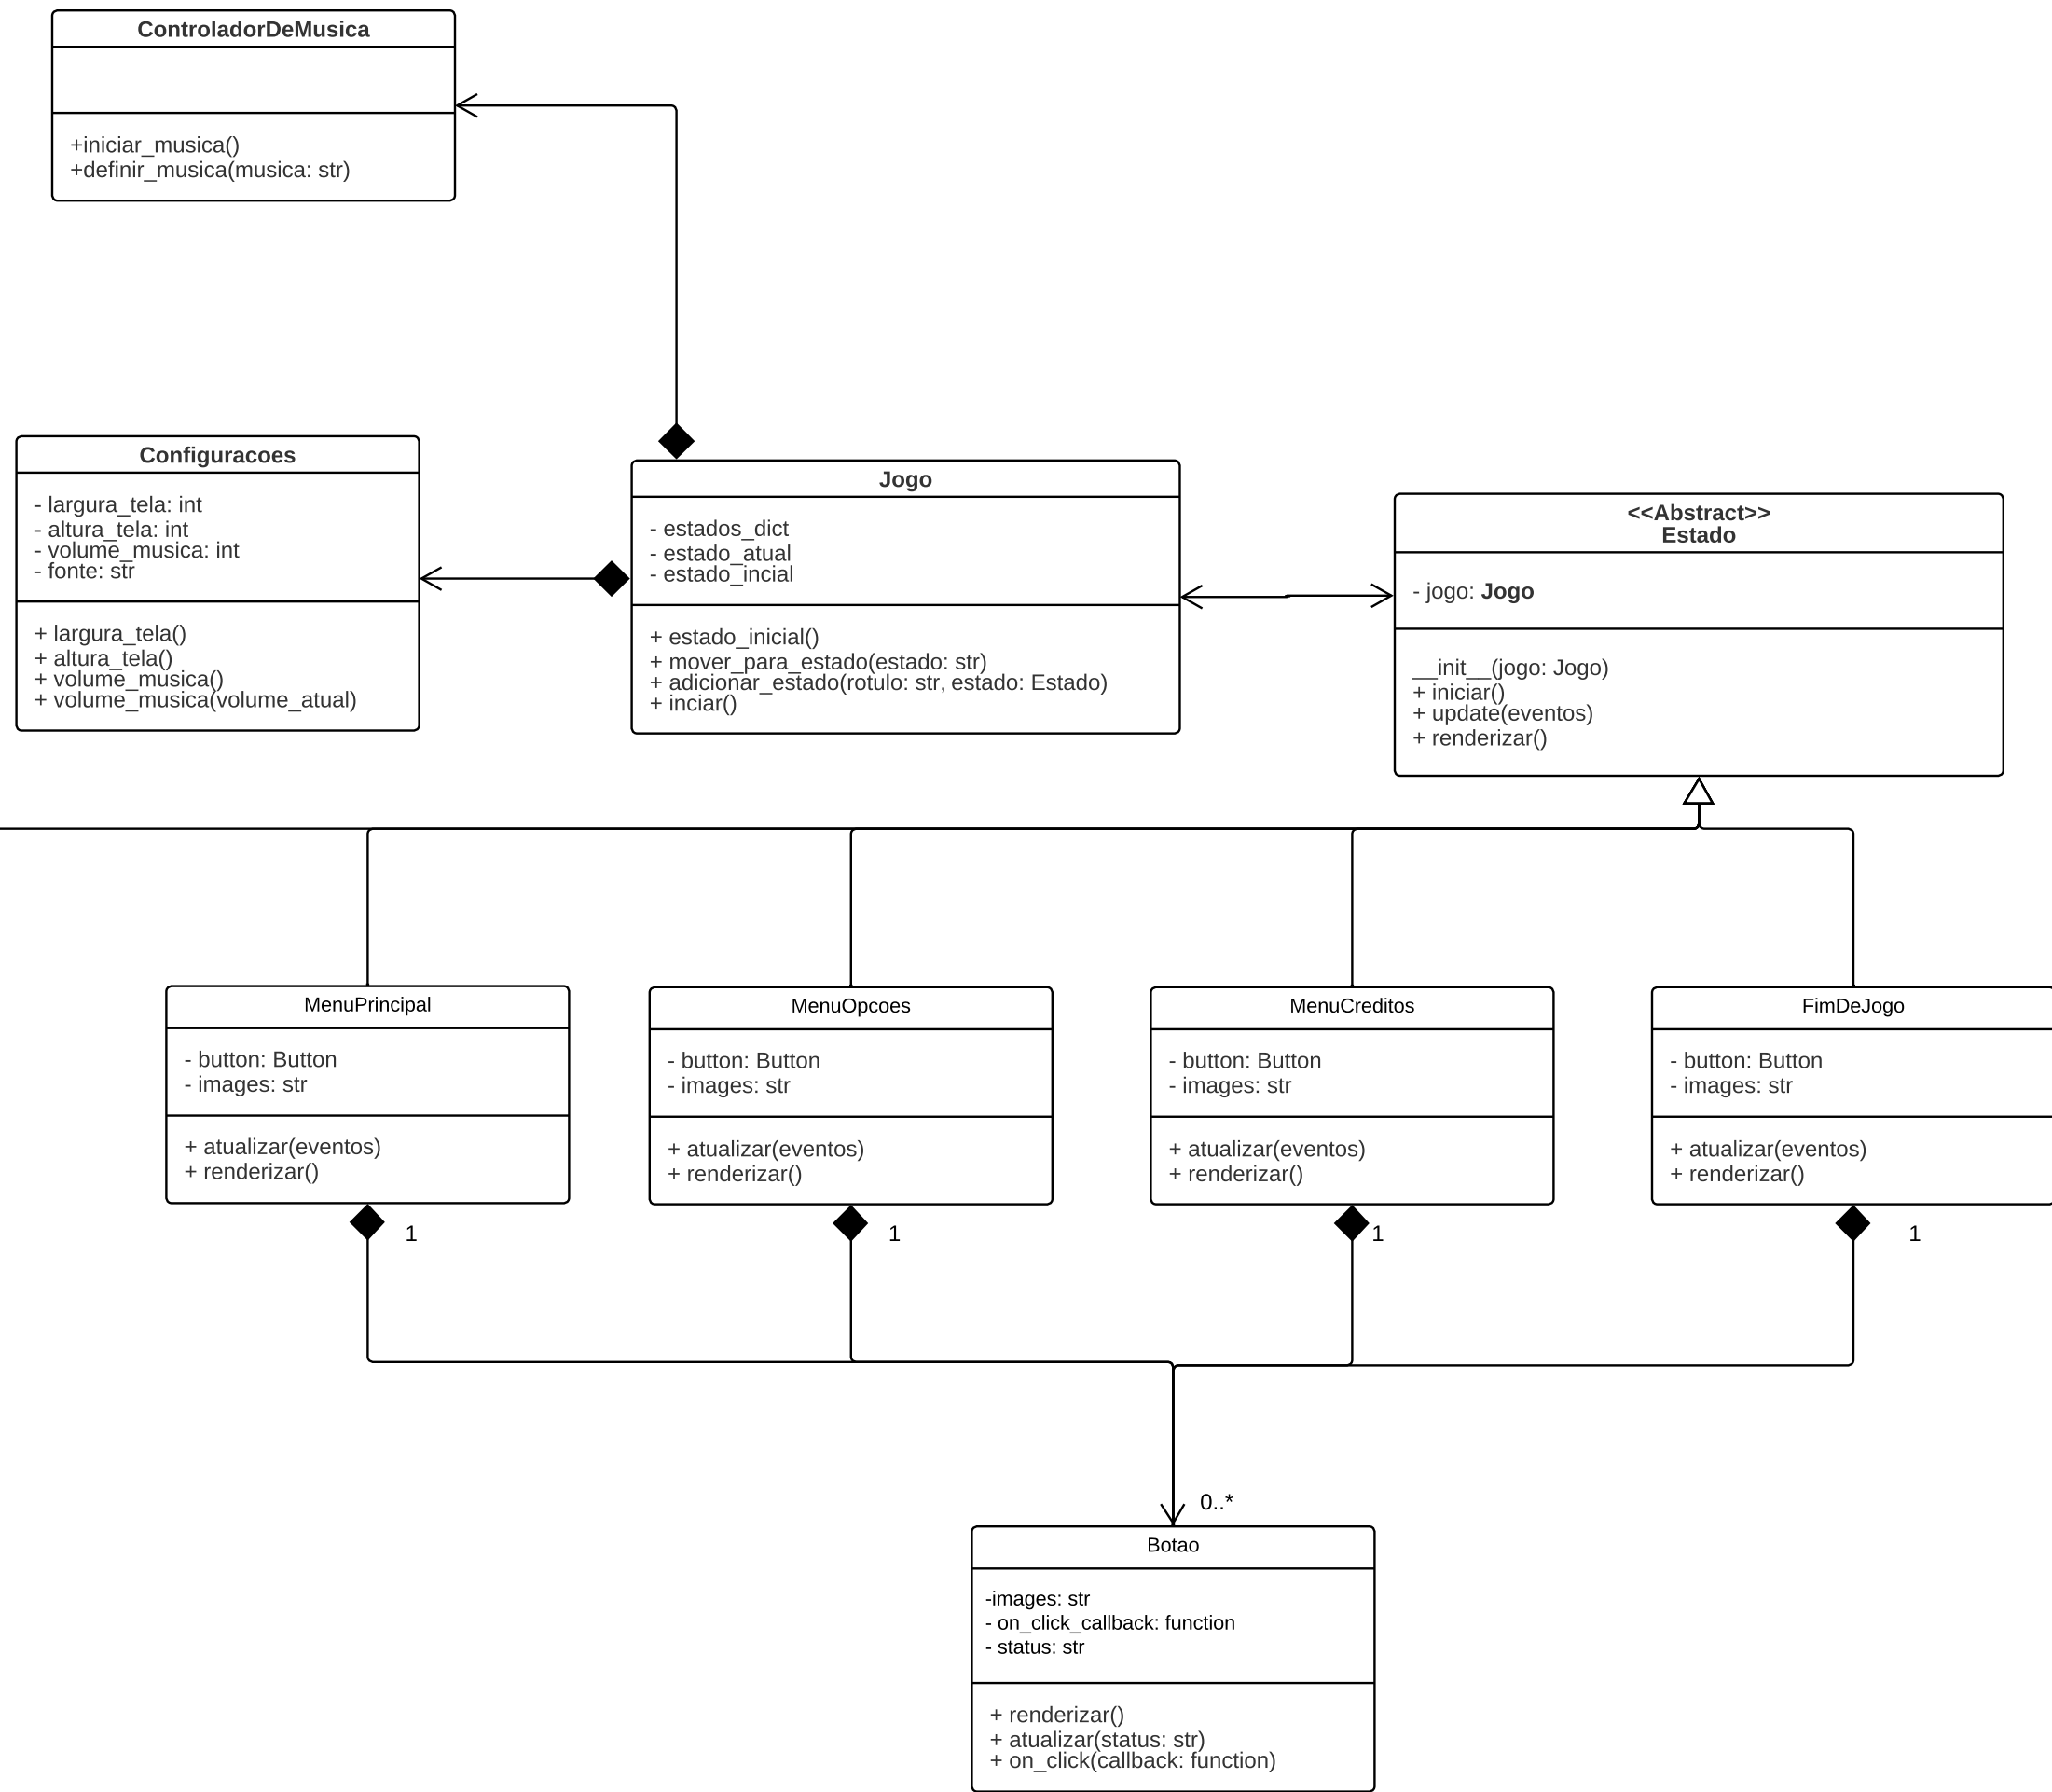 ControladorDeMusica
+iniciar_musica()
+definir_musica(musica: str)
Configuracoes
- largura_tela: int
- altura_tela: int
- volume_musica: int
- fonte: str
+ largura_tela()
+ altura_tela()
+ volume_musica()
+ volume_musica(volume_atual)
Jogo
- estados_dict
- estado_atual
- estado_incial
+ estado_inicial()
+ mover_para_estado(estado: str)
+ adicionar_estado(rotulo: str, estado: Estado)
+ inciar()
<<Abstract>>
Estado
- jogo: Jogo
__init__(jogo: Jogo)
+ iniciar()
+ update(eventos)
+ renderizar()
MenuPrincipal
- button: Button
- images: str
+ atualizar(eventos)
+ renderizar()
1
MenuOpcoes
- button: Button
- images: str
+ atualizar(eventos)
+ renderizar()
1
MenuCreditos
- button: Button
- images: str
+ atualizar(eventos)
+ renderizar()
1
FimDeJogo
- button: Button
- images: str
+ atualizar(eventos)
+ renderizar()
1
0..*
Botao
-images: str
- on_click_callback: function
- status: str
+ renderizar()
+ atualizar(status: str)
+ on_click(callback: function)